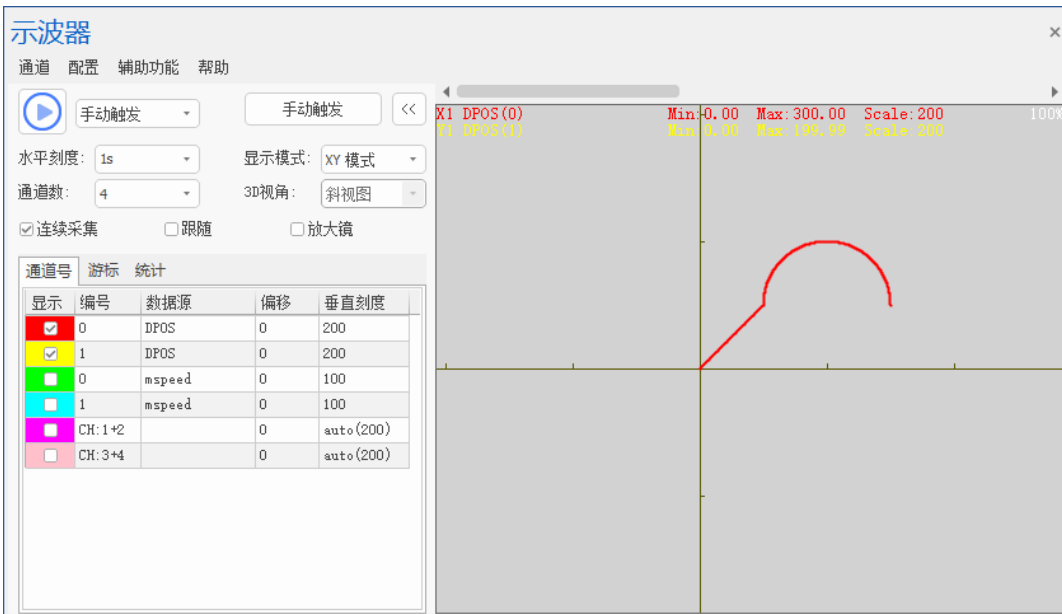 示波器
通道 配置 辅助功能 帮助
手动触发 手动触发 <<
水平刻度: 1s 显示模式: XY 模式
通道数: 4 3D视角: 斜视图
连续采集 跟随 放大镜
通道号 游标 统计
显示 编号 数据源 偏移 垂直刻度
0 DPOS 0 200
1 DPOS 0 200
0 mspeed 0 100
1 mspeed 0 100
CH:1+2 0 auto(200)
CH:3+4 0 auto(200)
X1 DPOS(0) Min:0.00 Max:300.00 Scale:200 100%
Y1 DPOS(1) Min:0.00 Max:199.99 Scale:200